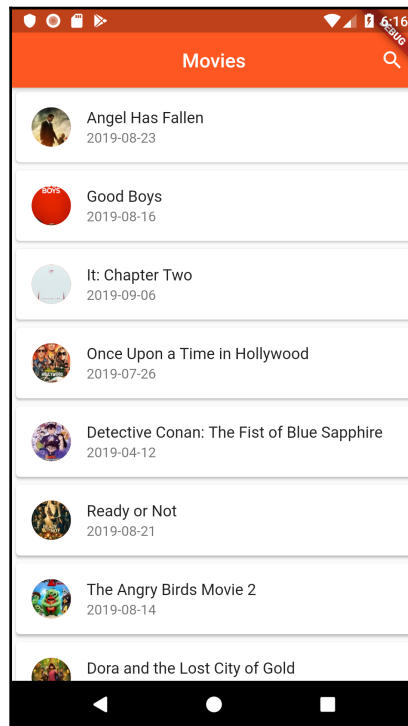 6:16
DEBUG
Movies
Angel Has Fallen
2019-08-23
BOYS
Good Boys
2019-08-16
It: Chapter Two
2019-09-06
Once Upon a Time in Hollywood
2019-07-26
HOLLYWOOD
Detective Conan: The Fist of Blue Sapphire
2019-04-12
Ready or Not
2019-08-21
The Angry Birds Movie 2
2019-08-14
Dora and the Lost City of Gold